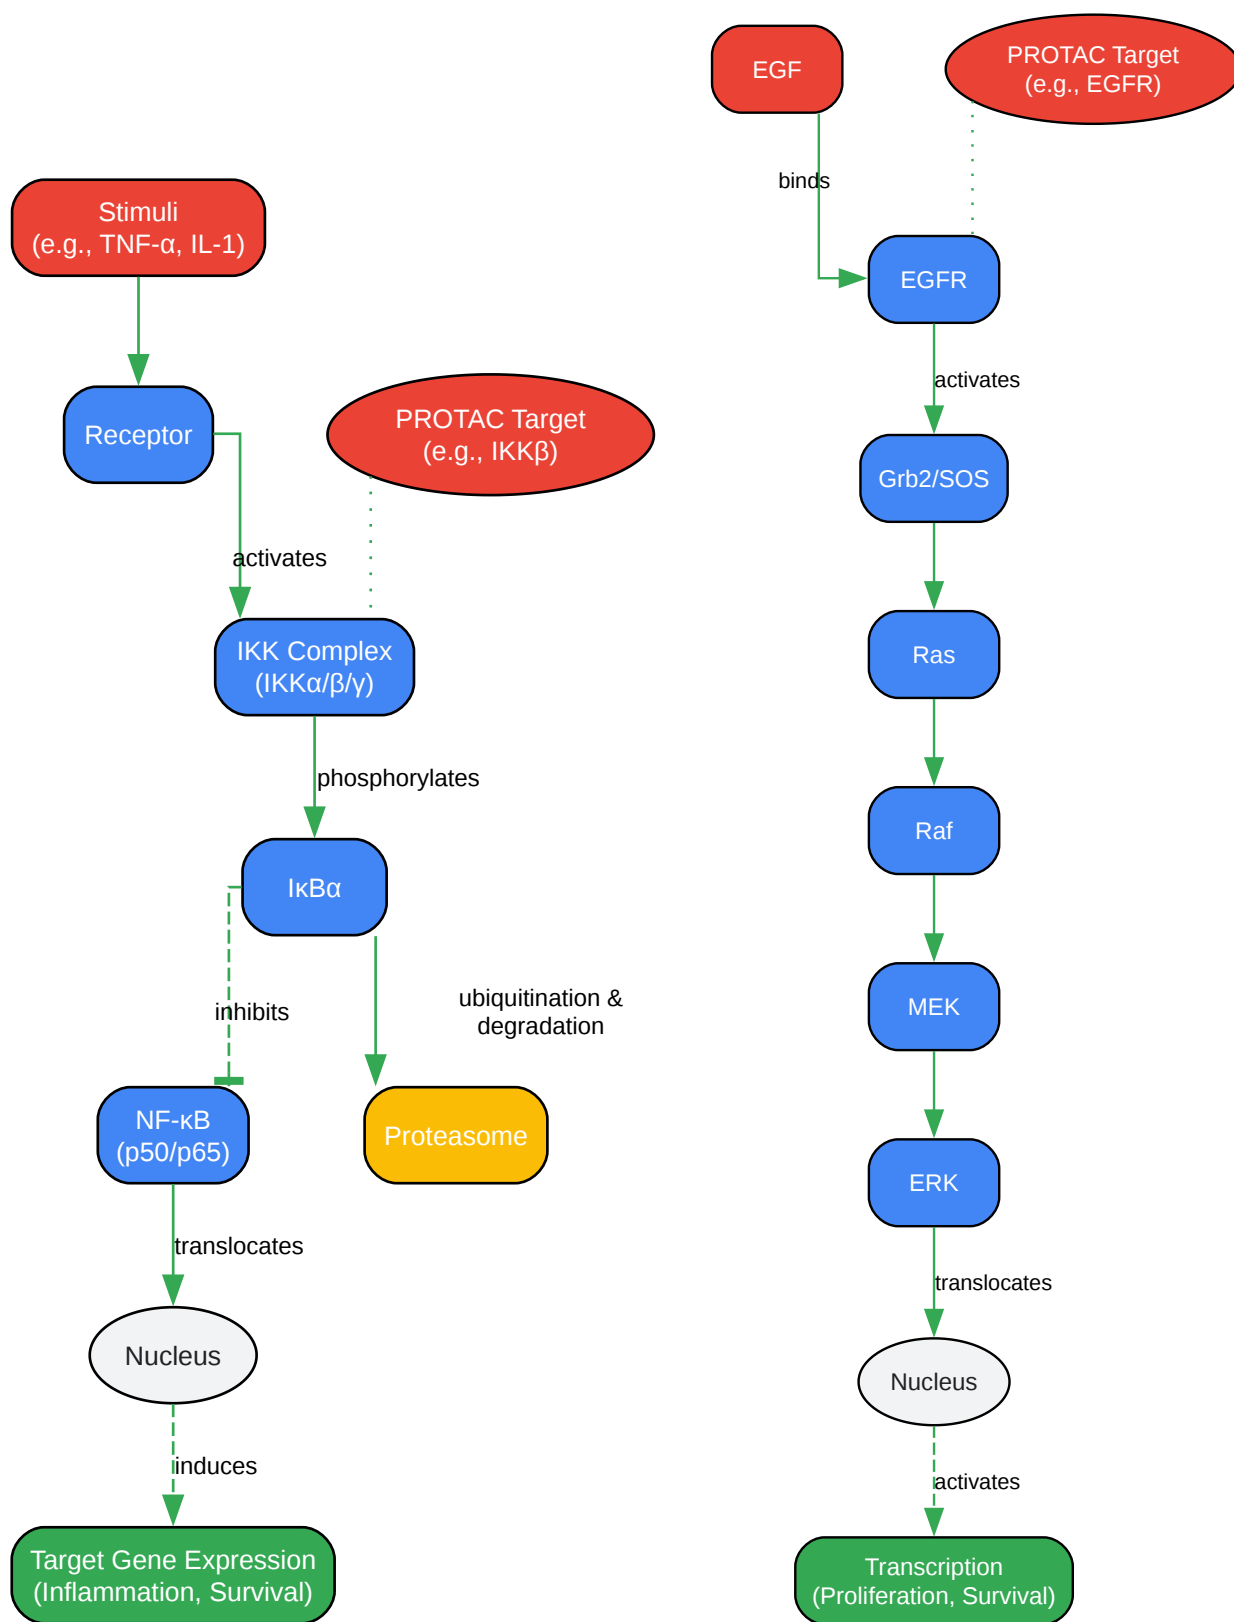 Stimuli
(e.g., TNF-α, IL-1)
Receptor
PROTAC Target
(e.g., IKKβ)
activates
IKK Complex
(IKKα/β/γ)
phosphorylates
IκBα
inhibits
ubiquitination &
degradation
NF-κB
(p50/p65)
Proteasome
translocates
Nucleus
induces
Target Gene Expression
(Inflammation, Survival)
EGF
PROTAC Target
(e.g., EGFR)
binds
EGFR
activates
Grb2/SOS
Ras
Raf
MEK
ERK
translocates
Nucleus
activates
Transcription
(Proliferation, Survival)